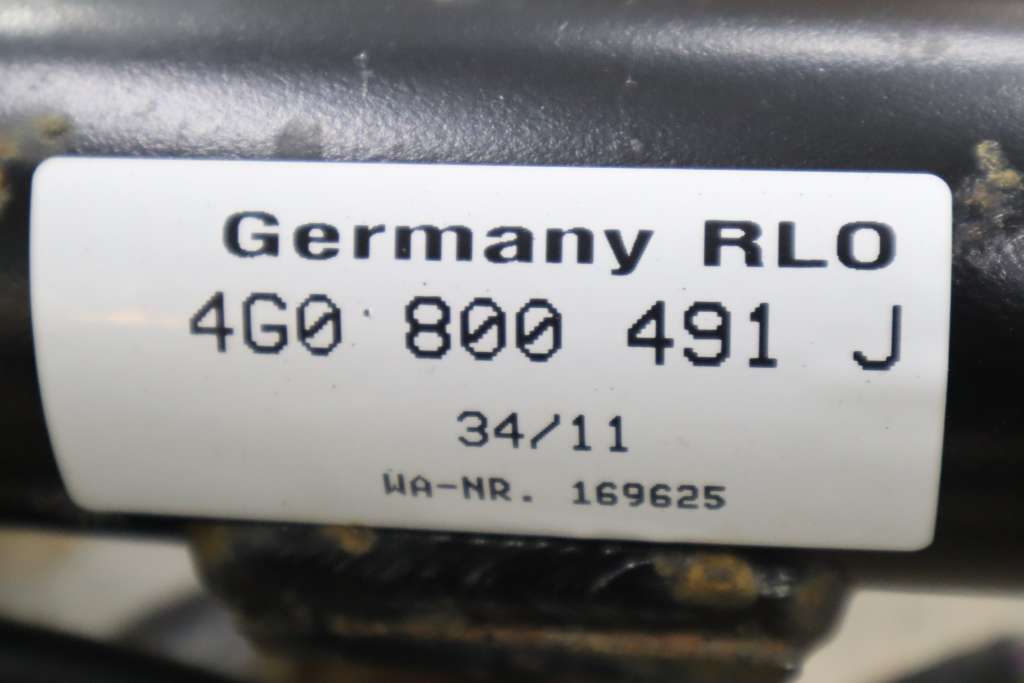 Germany RLO
4G0 800 491 J
34/11
WA-NR. 169625